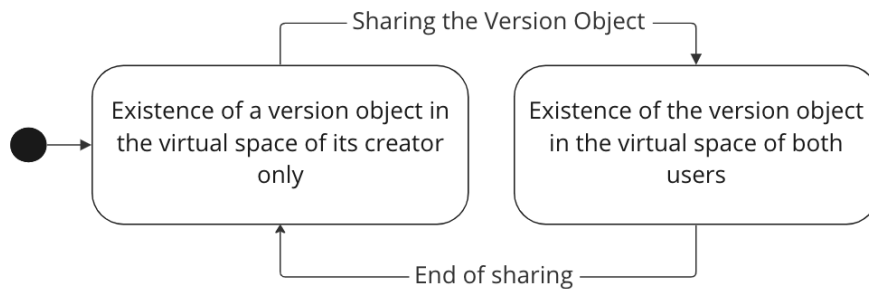 Sharing the Version Object
Existence of a version object in
the virtual space of its creator
only
Existence of the version object
in the virtual space of both
users
End of sharing